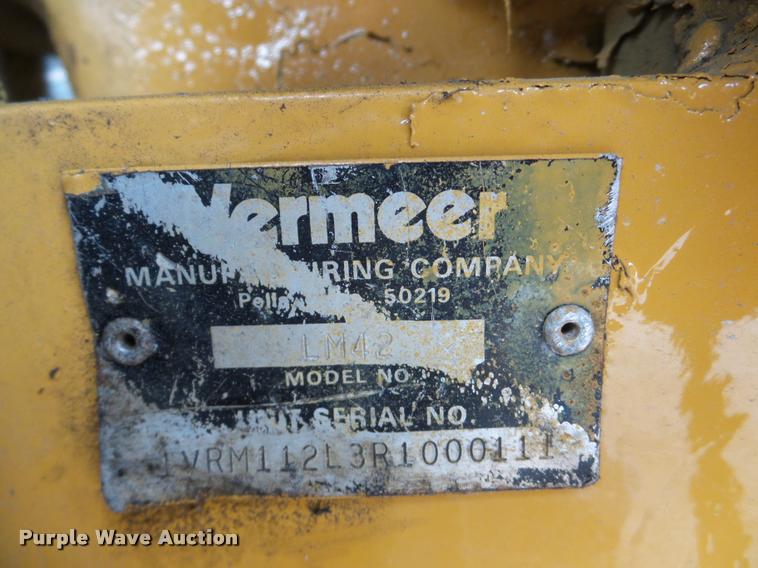 Vermeer
MANUFACTURING COMPANY
Pella 50219
LM42
MODEL NO.
UNIT SERIAL NO.
1VRM112L3R1000111
Purple Wave Auction